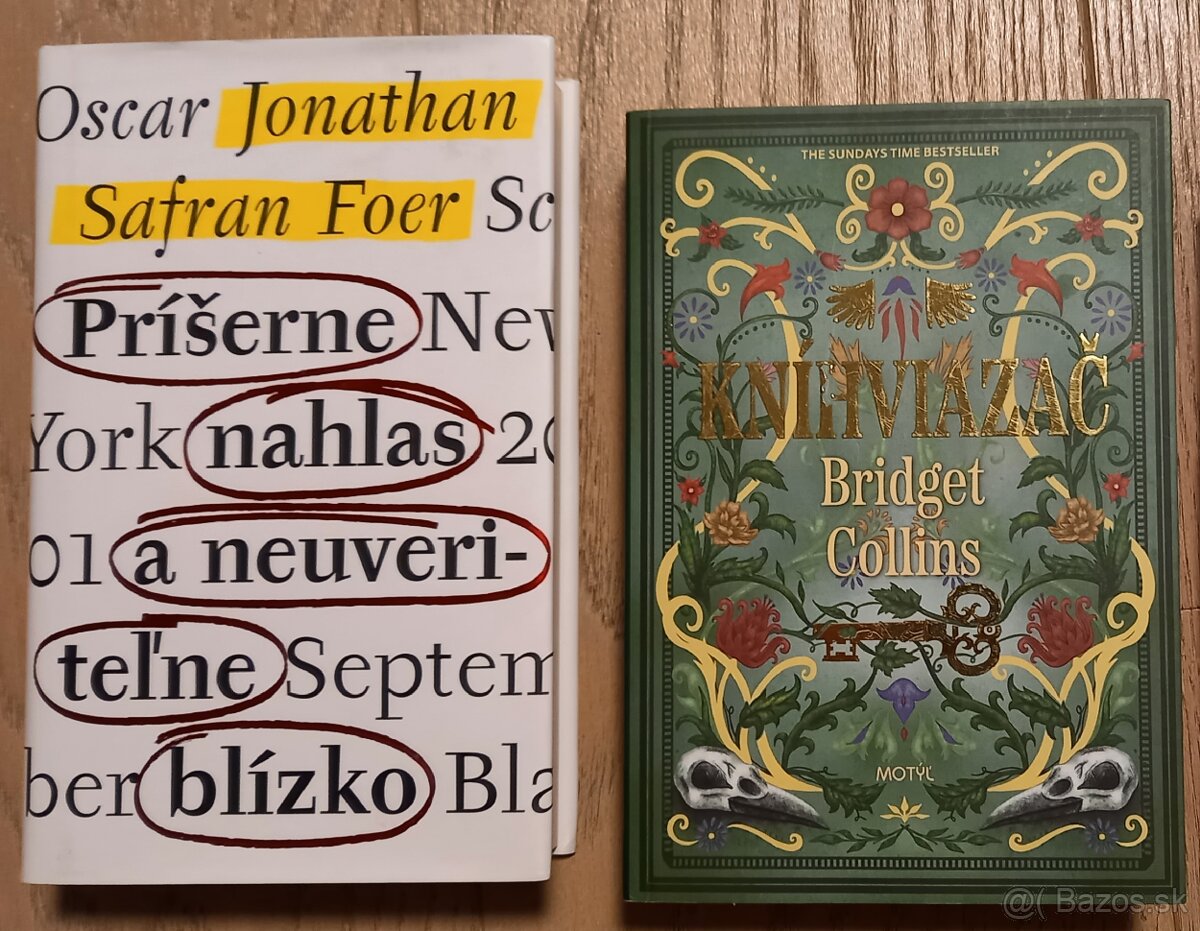 Oscar Jonathan
Safran Foer Sc
Príšerne New
York nahlas 20
01 a neuveri-
teľne Septem
ber blízko Bla
THE SUNDAYS TIME BESTSELLER
KNÍHVIAZAČ
Bridget
Collins
MOTÝĽ
@( Bazos.sk